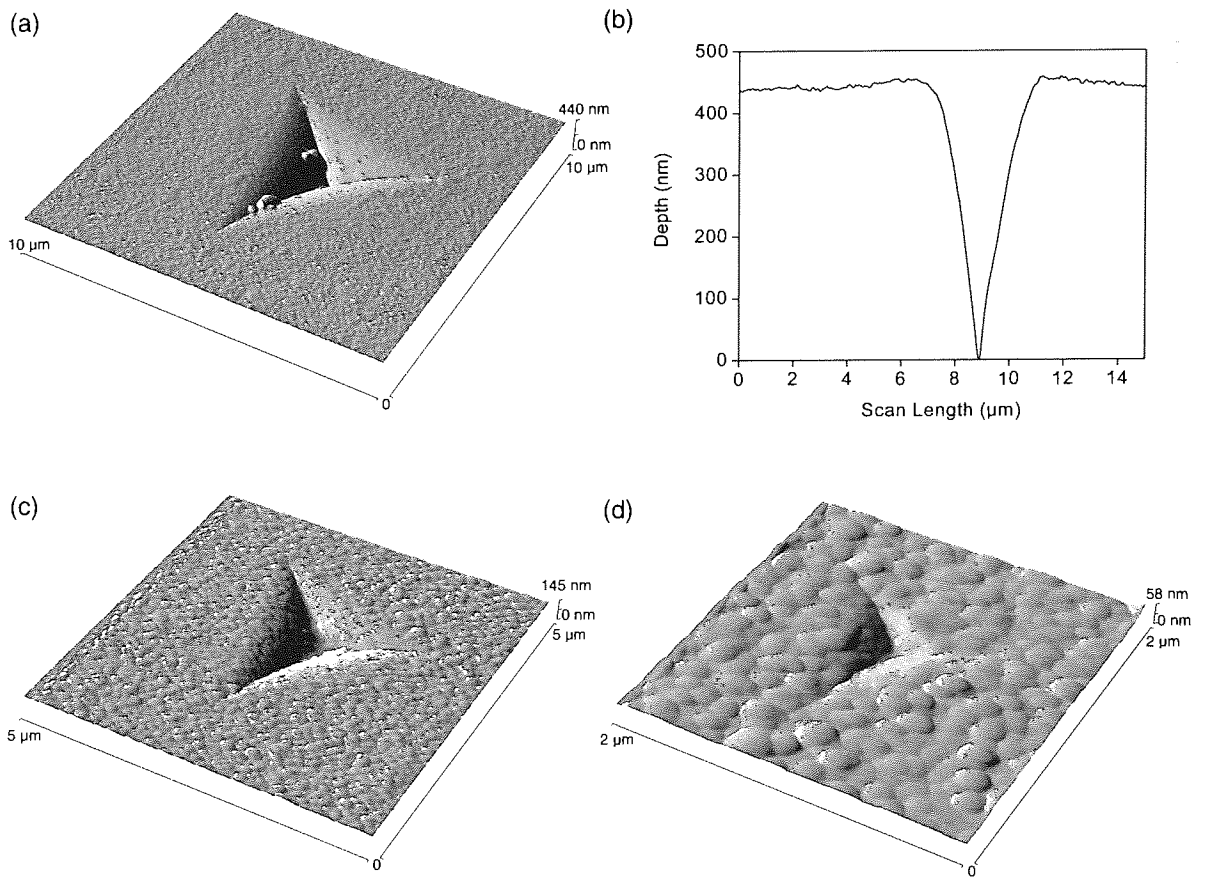 (a)
440 nm
0 nm
10 µm
10 µm
0
(b)
500
400
300
200
100
0
Depth (nm)
0 2 4 6 8 10 12 14
Scan Length (µm)
(c)
145 nm
0 nm
5 µm
5 µm
0
(d)
58 nm
0 nm
2 µm
2 µm
0